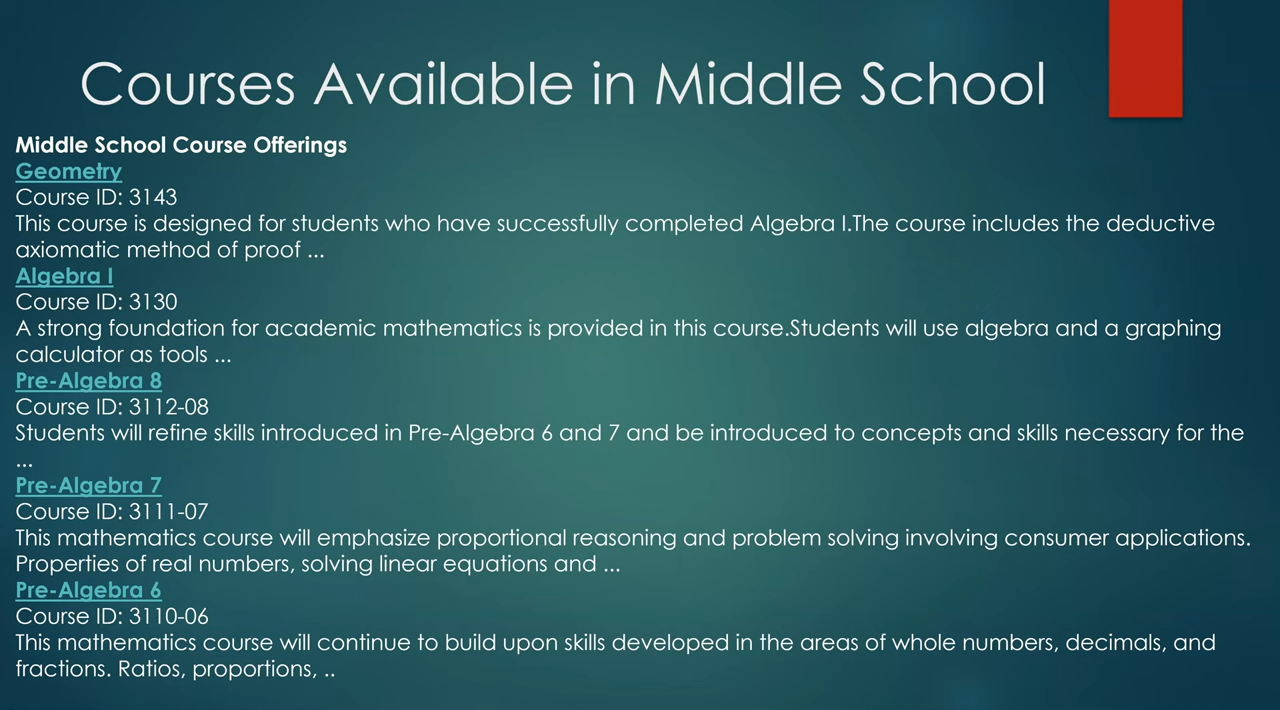 Courses Available in Middle School
Middle School Course Offerings
Geometry
Course ID: 3143
This course is designed for students who have successfully completed Algebra I.The course includes the deductive
axiomatic method of proof ...
Algebra I
Course ID: 3130
A strong foundation for academic mathematics is provided in this course.Students will use algebra and a graphing
calculator as tools ...
Pre-Algebra 8
Course ID: 3112-08
Students will refine skills introduced in Pre-Algebra 6 and 7 and be introduced to concepts and skills necessary for the
...
Pre-Algebra 7
Course ID: 3111-07
This mathematics course will emphasize proportional reasoning and problem solving involving consumer applications.
Properties of real numbers, solving linear equations and ...
Pre-Algebra 6
Course ID: 3110-06
This mathematics course will continue to build upon skills developed in the areas of whole numbers, decimals, and
fractions. Ratios, proportions, ..